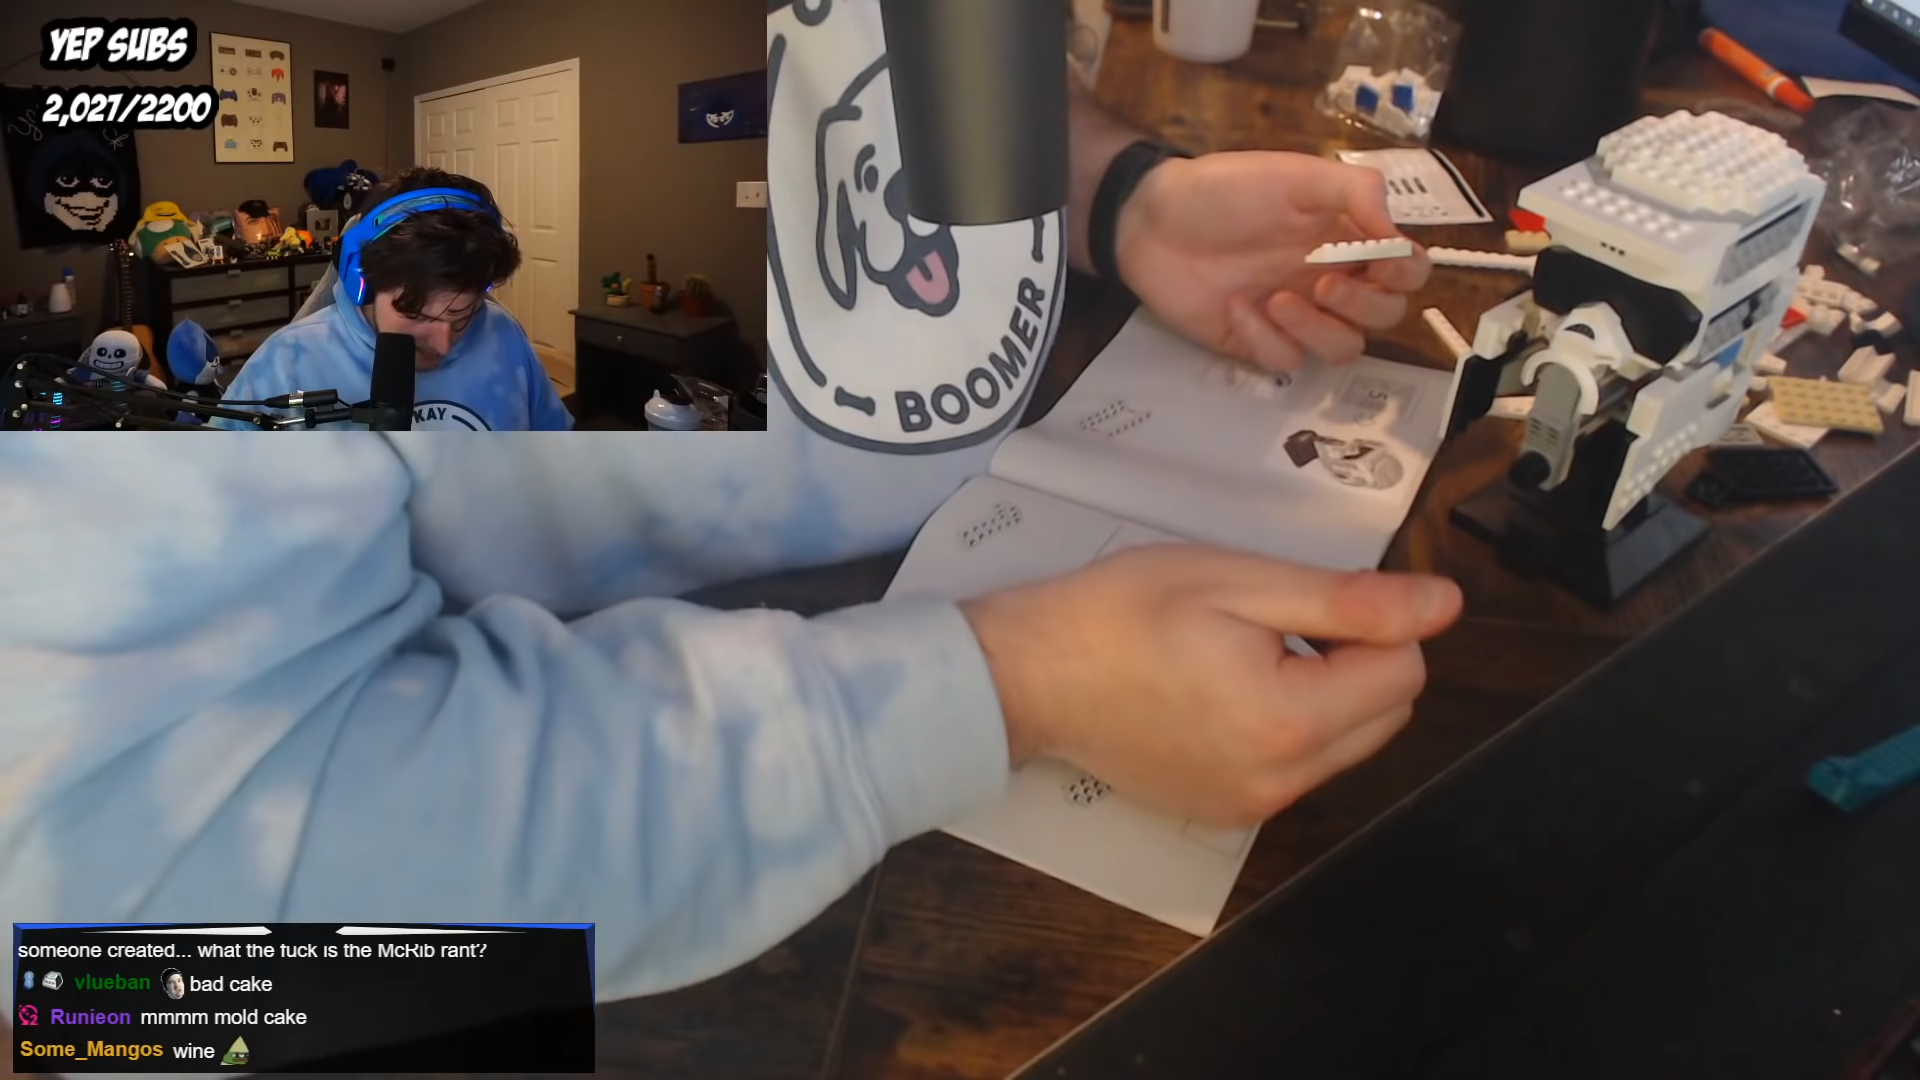 YEP SUBS
2,027/2200
KAY
BOOMER
someone created... what the fuck is the McRib rant?
vlueban bad cake
Runieon mmmm mold cake
Some_Mangos wine